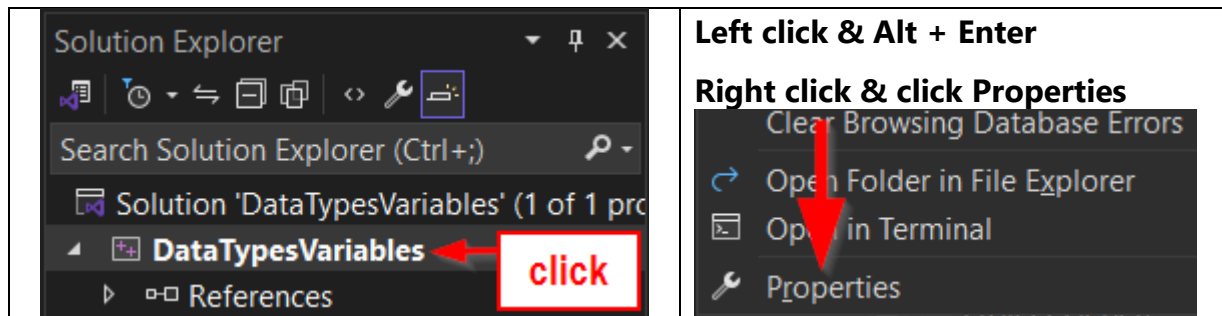 Solution Explorer
Search Solution Explorer (Ctrl+;)
Solution 'DataTypesVariables' (1 of 1 pro
DataTypesVariables
click
References
Left click & Alt + Enter
Right click & click Properties
Clear Browsing Database Errors
Open Folder in File Explorer
Open in Terminal
Properties